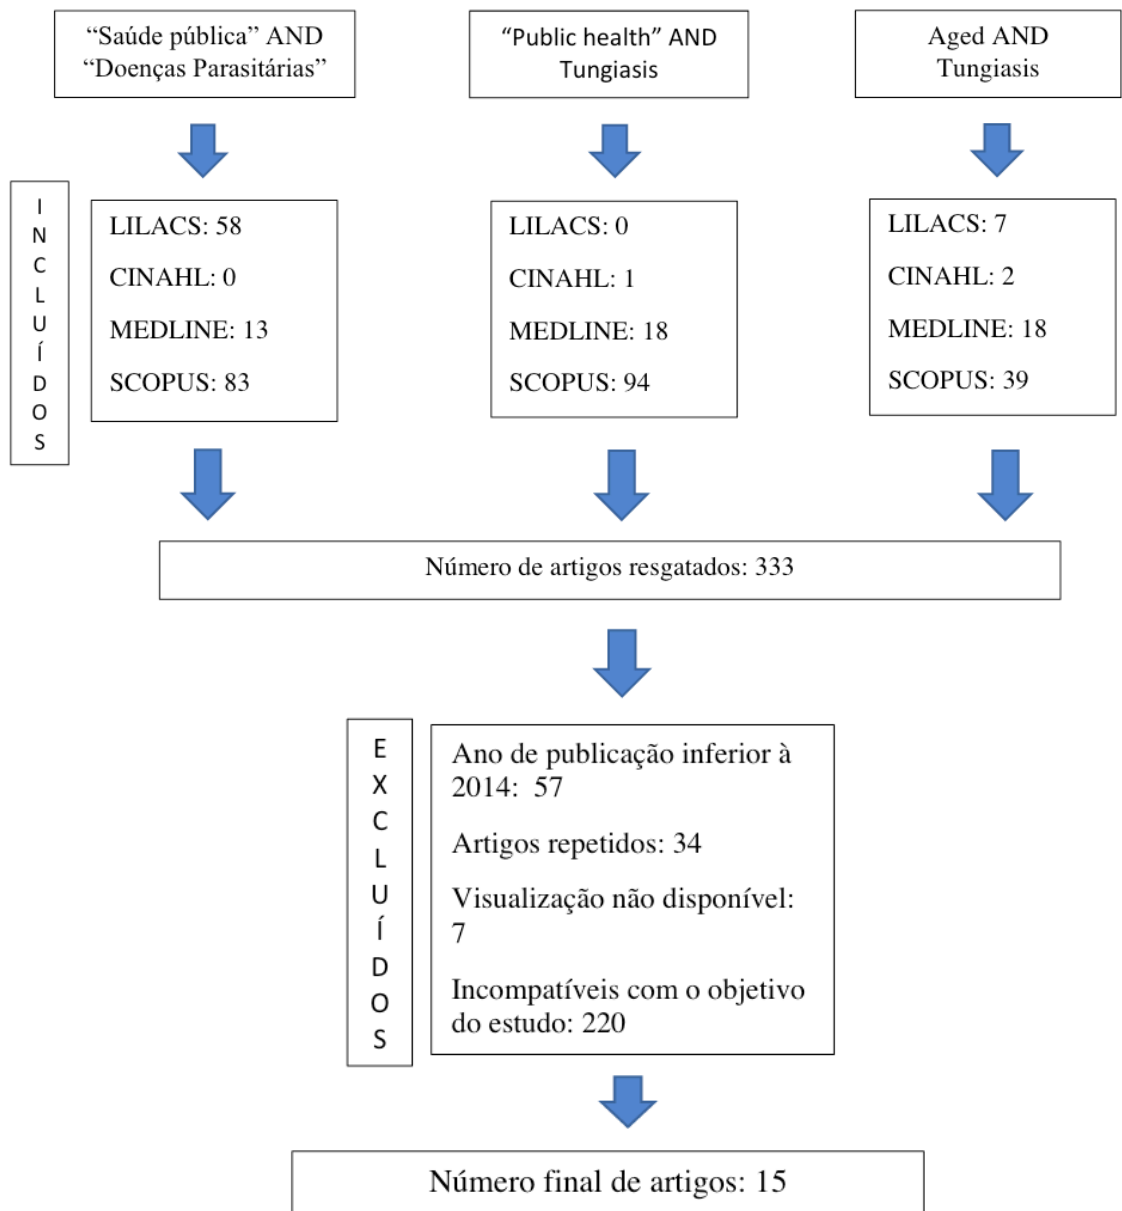 “Saúde pública” AND
“Doenças Parasitárias”
“Public health” AND
Tungiasis
Aged AND
Tungiasis
I
N
C
L
U
Í
D
O
S
LILACS: 58
CINAHL: 0
MEDLINE: 13
SCOPUS: 83
LILACS: 0
CINAHL: 1
MEDLINE: 18
SCOPUS: 94
LILACS: 7
CINAHL: 2
MEDLINE: 18
SCOPUS: 39
Número de artigos resgatados: 333
E
X
C
L
U
Í
D
O
S
Ano de publicação inferior à
2014: 57
Artigos repetidos: 34
Visualização não disponível:
7
Incompatíveis com o objetivo
do estudo: 220
Número final de artigos: 15